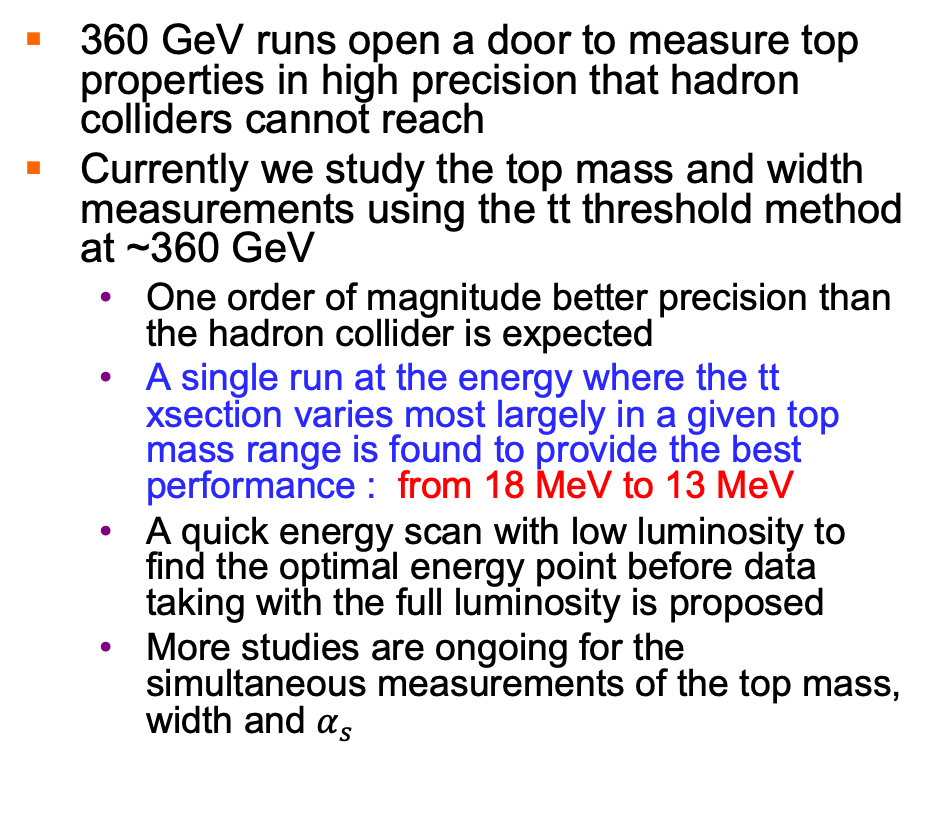 360 GeV runs open a door to measure top
properties in high precision that hadron
colliders cannot reach
Currently we study the top mass and width
measurements using the tt threshold method
at ~360 GeV
One order of magnitude better precision than
the hadron collider is expected
A single run at the energy where the tt
xsection varies most largely in a given top
mass range is found to provide the best
performance : from 18 MeV to 13 MeV
A quick energy scan with low luminosity to
find the optimal energy point before data
taking with the full luminosity is proposed
More studies are ongoing for the
simultaneous measurements of the top mass,
width and αₛ